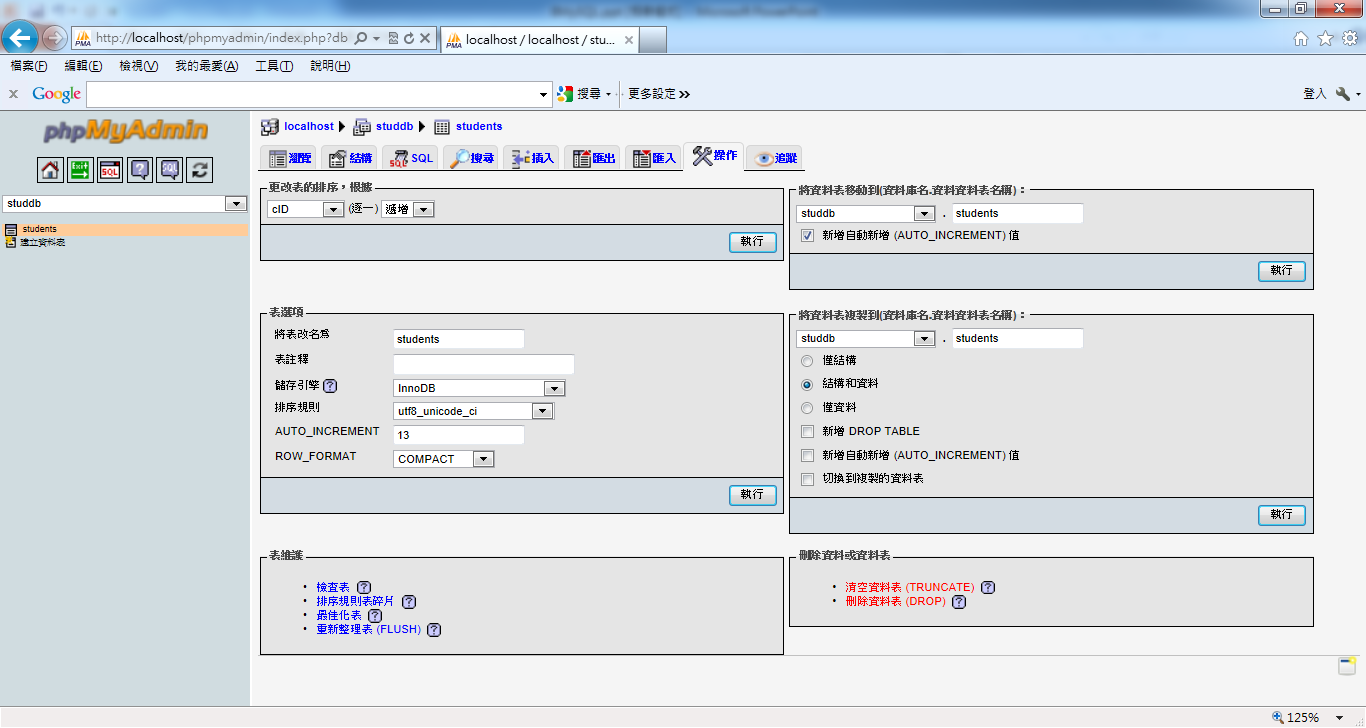 http://localhost/phpmyadmin/index.php?db
localhost / localhost / stu...
檔案(F) 編輯(E) 檢視(V) 我的最愛(A) 工具(T) 說明(H)
x Google 搜尋 更多設定 登入
phpMyAdmin
localhost studdb students
瀏覽 結構 SQL 搜尋 插入 匯出 匯入 操作 追蹤
studdb
students
建立資料表
更改表的排序，根據
cID (逐一) 遞增
執行
將資料表移動到(資料庫名.資料資料表名稱)：
studdb . students
新增自動新增 (AUTO_INCREMENT) 值
執行
表選項
將表改名為 students
表註釋
儲存引擎 InnoDB
排序規則 utf8_unicode_ci
AUTO_INCREMENT 13
ROW_FORMAT COMPACT
執行
將資料表複製到(資料庫名.資料資料表名稱)：
studdb . students
僅結構
結構和資料
僅資料
新增 DROP TABLE
新增自動新增 (AUTO_INCREMENT) 值
切換到複製的資料表
執行
表維護
檢查表
排序規則表碎片
最佳化表
重新整理表 (FLUSH)
刪除資料或資料表
清空資料表 (TRUNCATE)
刪除資料表 (DROP)
125%